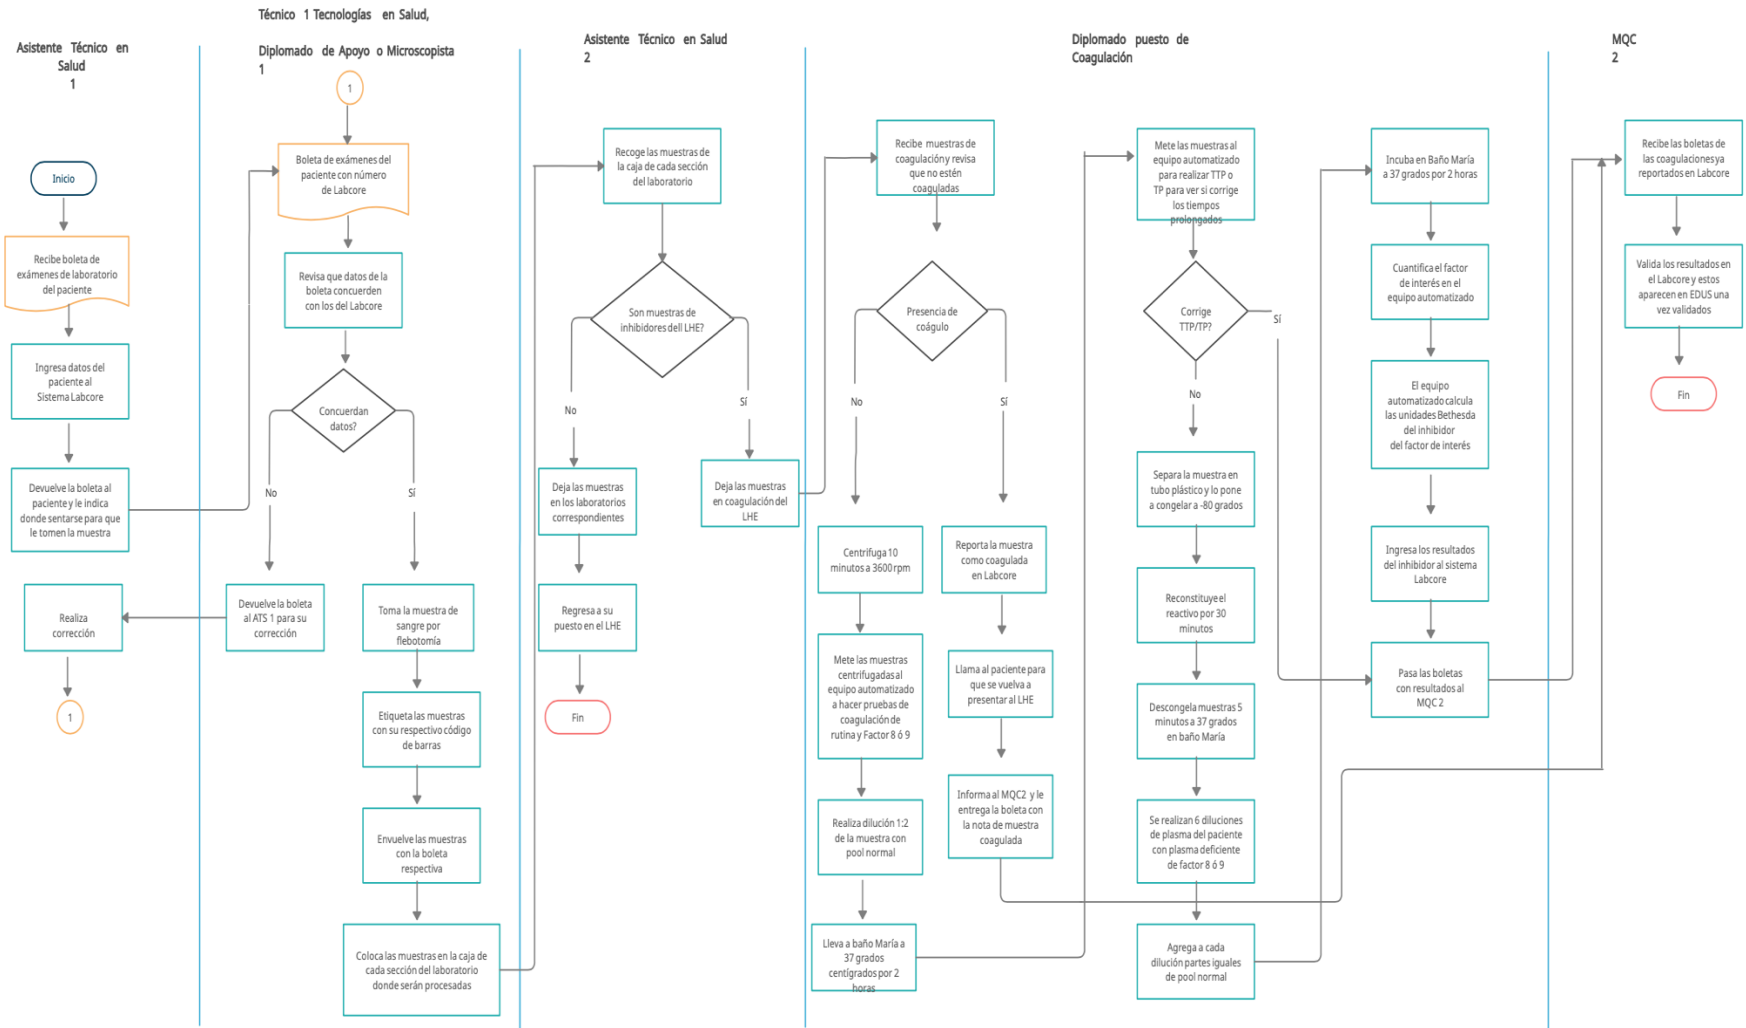 Asistente Técnico en
Salud
1
Inicio
Recibe boleta de
exámenes de laboratorio
del paciente
Ingresa datos del
paciente al
Sistema Labcore
Devuelve la boleta al
paciente y le indica
donde sentarse para que
le tomen la muestra
Realiza
corrección
1
Técnico 1 Tecnologías en Salud,
Diplomado de Apoyo o Microscopista
1
1
Boleta de exámenes del
paciente con número
de Labcore
Revisa que datos de la
boleta concuerden
con los del Labcore
Concuerdan
datos?
No
Sí
Devuelve la boleta
al ATS 1 para su
corrección
Toma la muestra de
sangre por
flebotomía
Etiqueta las muestras
con su respectivo código
de barras
Envuelve las muestras
con la boleta
respectiva
Coloca las muestras en la caja de
cada sección del laboratorio
donde serán procesadas
Asistente Técnico en Salud
2
Recoge las muestras de
la caja de cada sección
del laboratorio
Son muestras de
inhibidores dell LHE?
No
Sí
Deja las muestras
en los laboratorios
correspondientes
Deja las muestras
en coagulación del
LHE
Regresa a su
puesto en el LHE
Fin
Diplomado puesto de
Coagulación
Recibe muestras de
coagulación y revisa
que no estén
coaguladas
Presencia de
coágulo
No
Sí
Centrifuga 10
minutos a 3600 rpm
Mete las muestras
centrifugadas al
equipo automatizado
a hacer pruebas de
coagulación de
rutina y Factor 8 ó 9
Realiza dilución 1:2
de la muestra con
pool normal
Lleva a baño María a
37 grados
centígrados por 2
horas
Reporta la muestra
como coagulada
en Labcore
Llama al paciente para
que se vuelva a
presentar al LHE
Informa al MQC2 y le
entrega la boleta con
la nota de muestra
coagulada
Mete las muestras al
equipo automatizado
para realizar TTP o
TP para ver si corrige
los tiempos
prolongados
Corrige
TTP/TP?
Sí
No
Separa la muestra en
tubo plástico y lo pone
a congelar a -80 grados
Reconstituye el
reactivo por 30
minutos
Descongela muestras 5
minutos a 37 grados
en baño María
Se realizan 6 diluciones
de plasma del paciente
con plasma deficiente
de factor 8 ó 9
Agrega a cada
dilución partes iguales
de pool normal
Incuba en Baño María
a 37 grados por 2 horas
Cuantifica el factor
de interés en el
equipo automatizado
El equipo
automatizado calcula
las unidades Bethesda
del inhibidor
del factor de interés
Ingresa los resultados
del inhibidor al sistema
Labcore
Pasa las boletas
con resultados al
MQC 2
MQC
2
Recibe las boletas de
las coagulaciones ya
reportados en Labcore
Valida los resultados en
el Labcore y estos
aparecen en EDUS una
vez validados
Fin